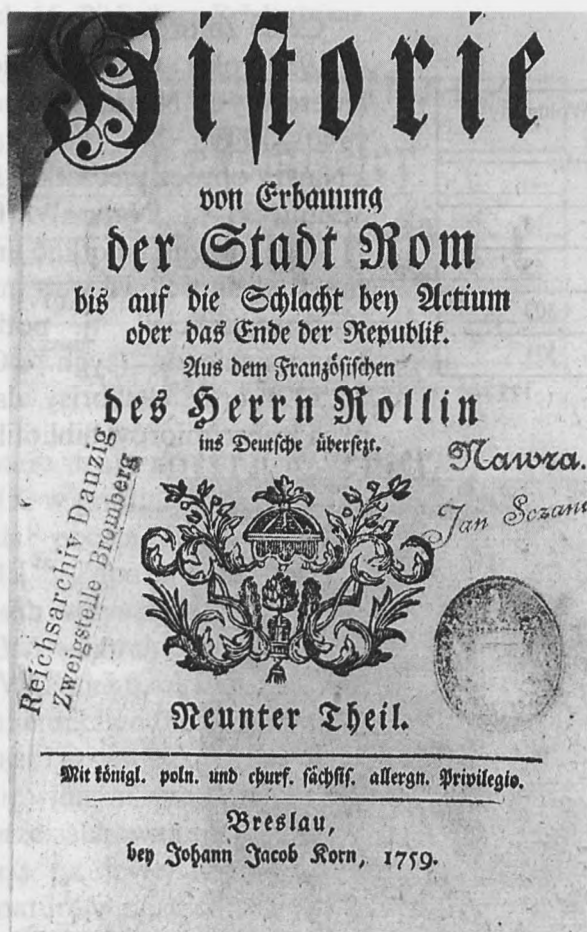 Historie
von Erbauung
der Stadt Rom
bis auf die Schlacht bey Actium
oder das Ende der Republik.
Aus dem Französischen
des Herrn Rollin
ins Deutsche übersezt.
Nawra.
Jan
Reichsarchiv Danzig
Zweigstelle Bromberg
Neunter Theil.
Mit königl. poln. und churf. sächsis. allergn. Privilegio.
Breslau,
bey Johann Jacob Korn, 1759.